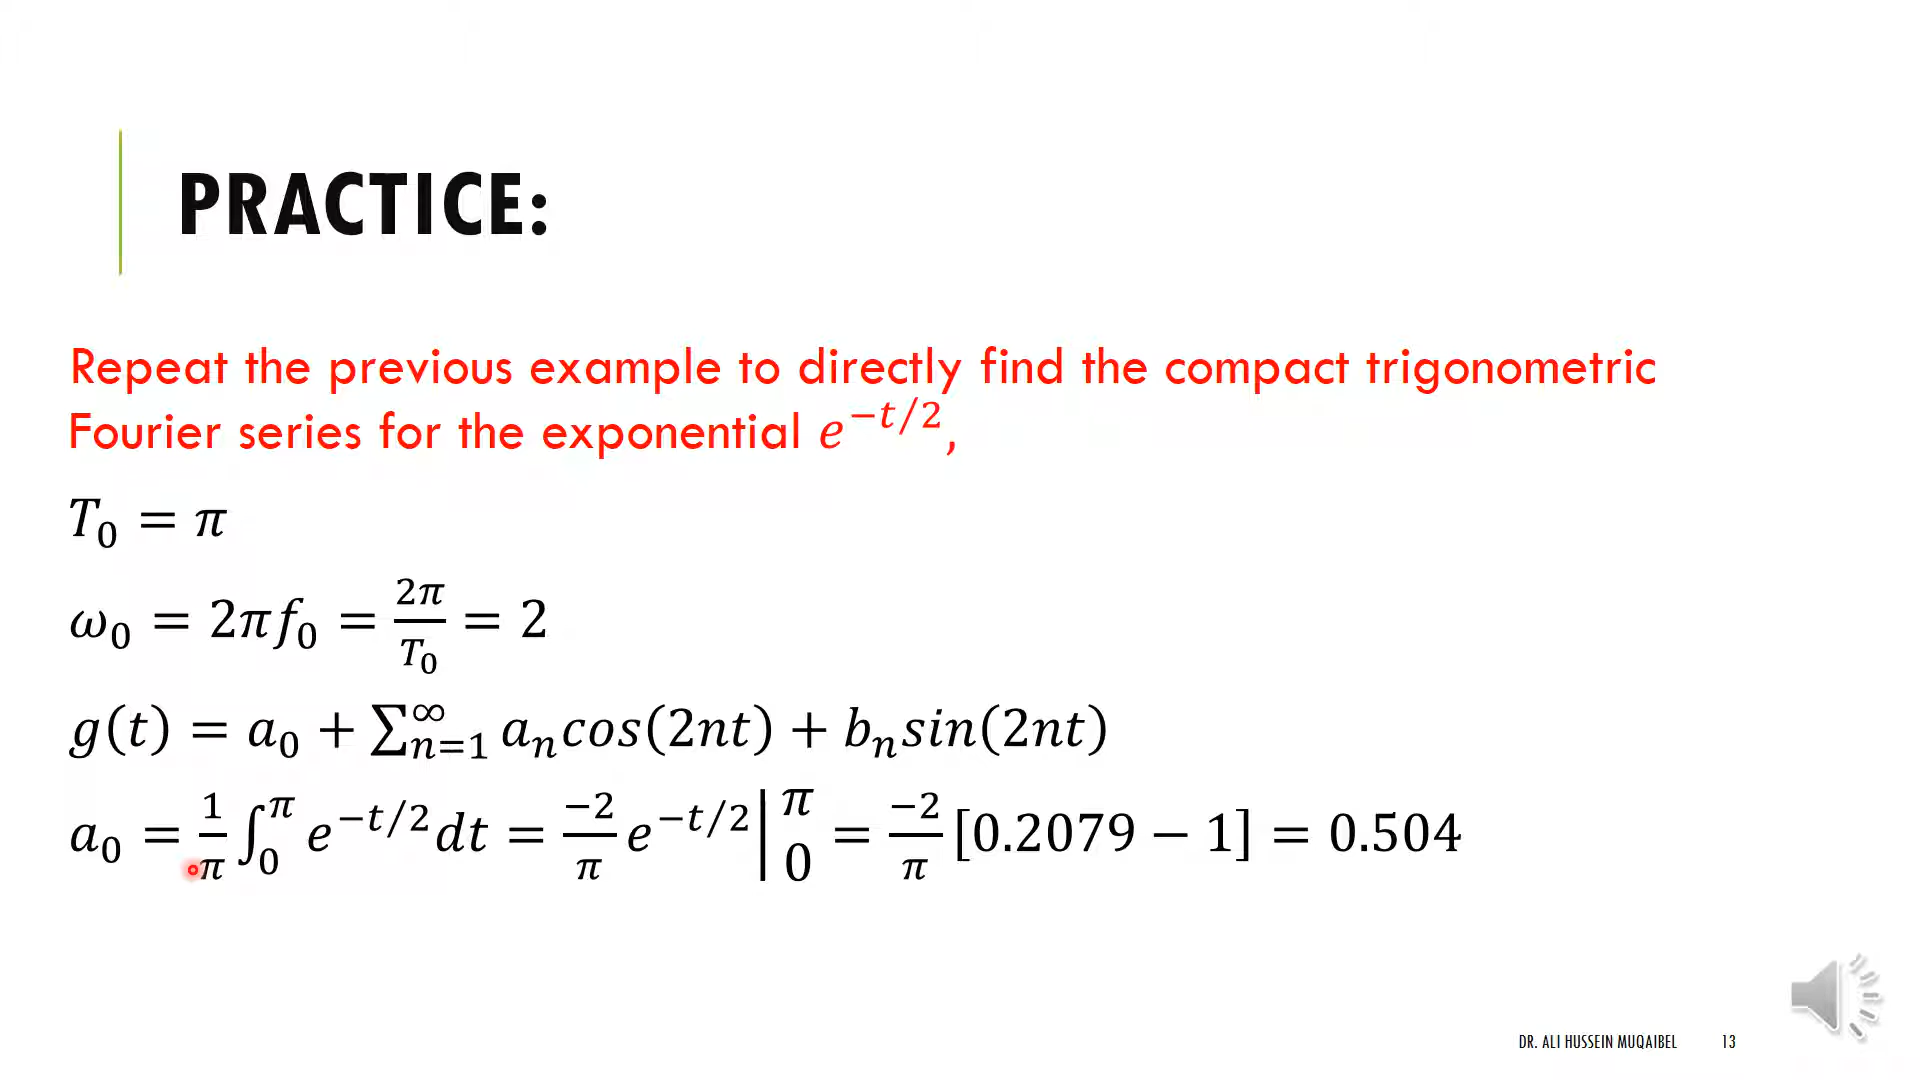 PRACTICE:
Repeat the previous example to directly find the compact trigonometric
Fourier series for the exponential $e^{-t/2}$,
$T_0 = \pi$
$\omega_0 = 2\pi f_0 = \frac{2\pi}{T_0} = 2$
$g(t) = a_0 + \sum_{n=1}^{\infty} a_n cos(2nt) + b_n sin(2nt)$
$a_0 = \frac{1}{\pi} \int_0^{\pi} e^{-t/2} dt = \frac{-2}{\pi} e^{-t/2} \Big|_0^{\pi} = \frac{-2}{\pi} [0.2079 - 1] = 0.504$
DR. ALI HUSSEIN MUQAIBEL 13